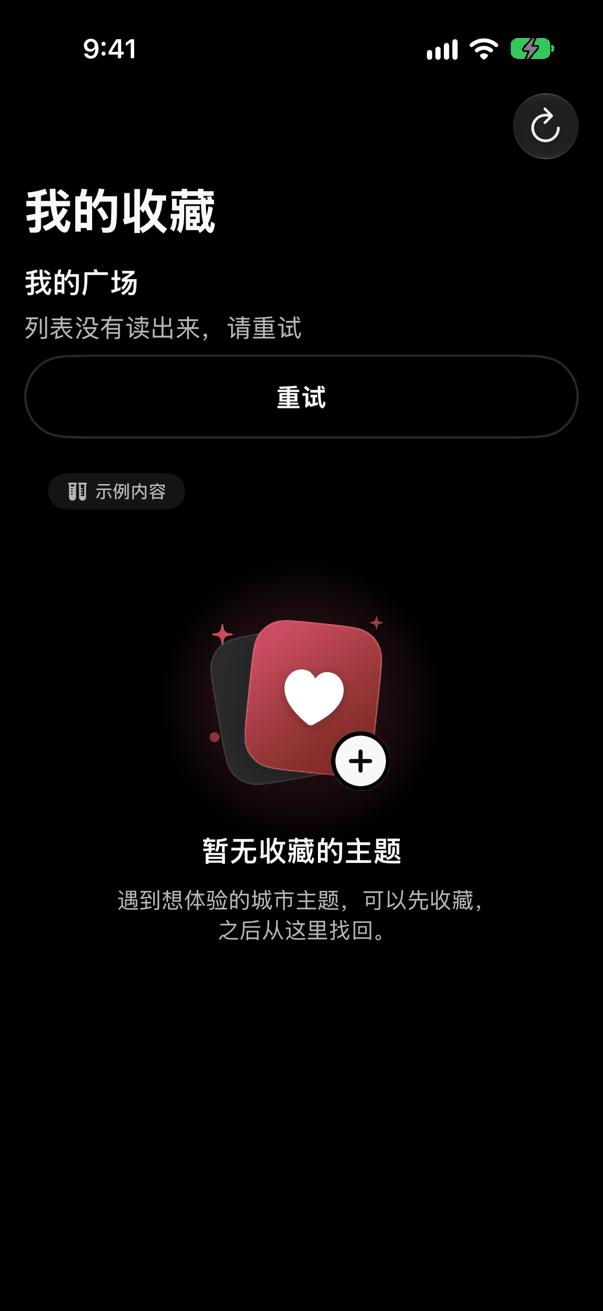 9:41
我的收藏
我的广场
列表没有读出来，请重试
重试
示例内容
暂无收藏的主题
遇到想体验的城市主题，可以先收藏，
之后从这里找回。